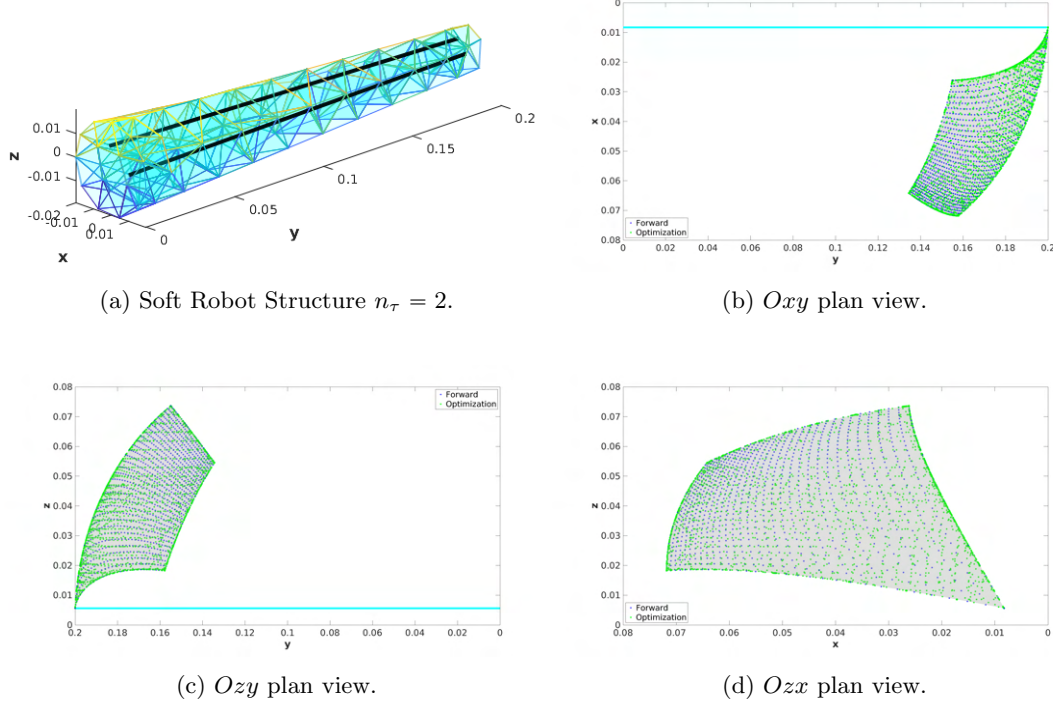 0.01
0
-0.01
z
-0.02
-0.01
0
0.01
x
0
0.05
0.1
0.15
0.2
y
(a) Soft Robot Structure nτ = 2.
0
0.01
0.02
0.03
0.04
0.05
0.06
0.07
0.08
x
Forward
Optimization
0 0.02 0.04 0.06 0.08 0.1 0.12 0.14 0.16 0.18 0.2
y
(b) Oxy plan view.
0.08
0.07
0.06
0.05
0.04
0.03
0.02
0.01
0
z
Forward
Optimization
0.2 0.18 0.16 0.14 0.12 0.1 0.08 0.06 0.04 0.02 0
y
(c) Ozy plan view.
0.08
0.07
0.06
0.05
0.04
0.03
0.02
0.01
0
z
Forward
Optimization
0.08 0.07 0.06 0.05 0.04 0.03 0.02 0.01 0
x
(d) Ozx plan view.